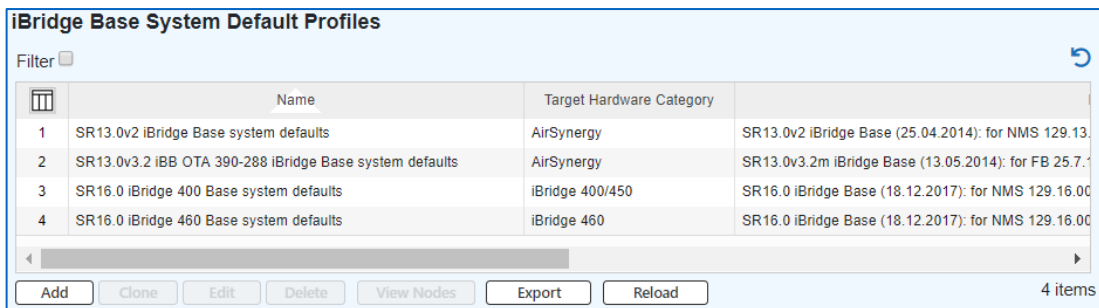 iBridge Base System Default Profiles
Filter
Name Target Hardware Category
1 SR13.0v2 iBridge Base system defaults AirSynergy SR13.0v2 iBridge Base (25.04.2014): for NMS 129.13.
2 SR13.0v3.2 iBB OTA 390-288 iBridge Base system defaults AirSynergy SR13.0v3.2m iBridge Base (13.05.2014): for FB 25.7.
3 SR16.0 iBridge 400 Base system defaults iBridge 400/450 SR16.0 iBridge Base (18.12.2017): for NMS 129.16.00
4 SR16.0 iBridge 460 Base system defaults iBridge 460 SR16.0 iBridge Base (18.12.2017): for NMS 129.16.00
Add Clone Edit Delete View Nodes Export Reload 4 items